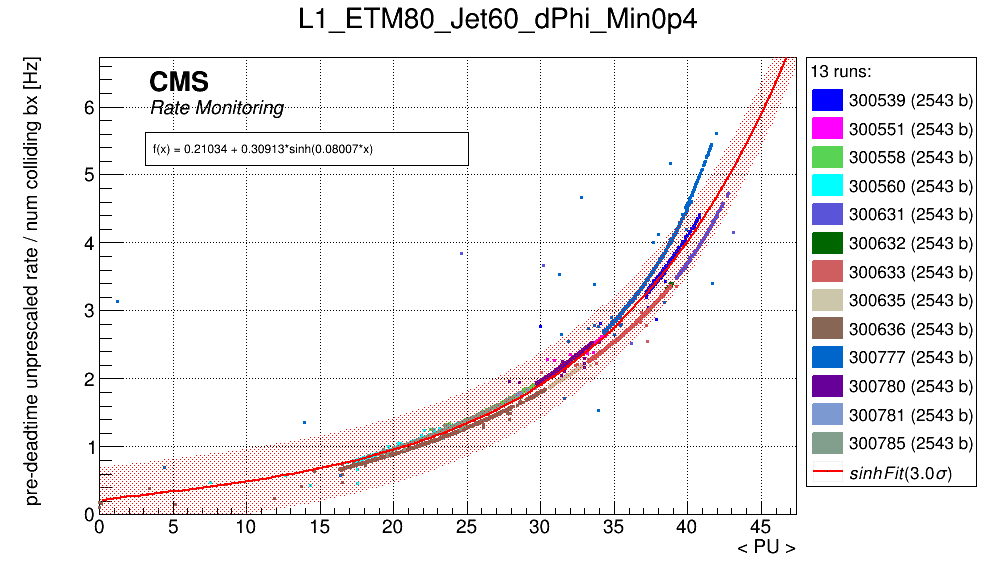 L1_ETM80_Jet60_dPhi_Min0p4
pre-deadtime unprescaled rate / num colliding bx [Hz]
CMS
Rate Monitoring
f(x) = 0.21034 + 0.30913*sinh(0.08007*x)
6
5
4
3
2
1
0
0 5 10 15 20 25 30 35 40 45
< PU >
13 runs:
300539 (2543 b)
300551 (2543 b)
300558 (2543 b)
300560 (2543 b)
300631 (2543 b)
300632 (2543 b)
300633 (2543 b)
300635 (2543 b)
300636 (2543 b)
300777 (2543 b)
300780 (2543 b)
300781 (2543 b)
300785 (2543 b)
sinhFit(3.0σ)